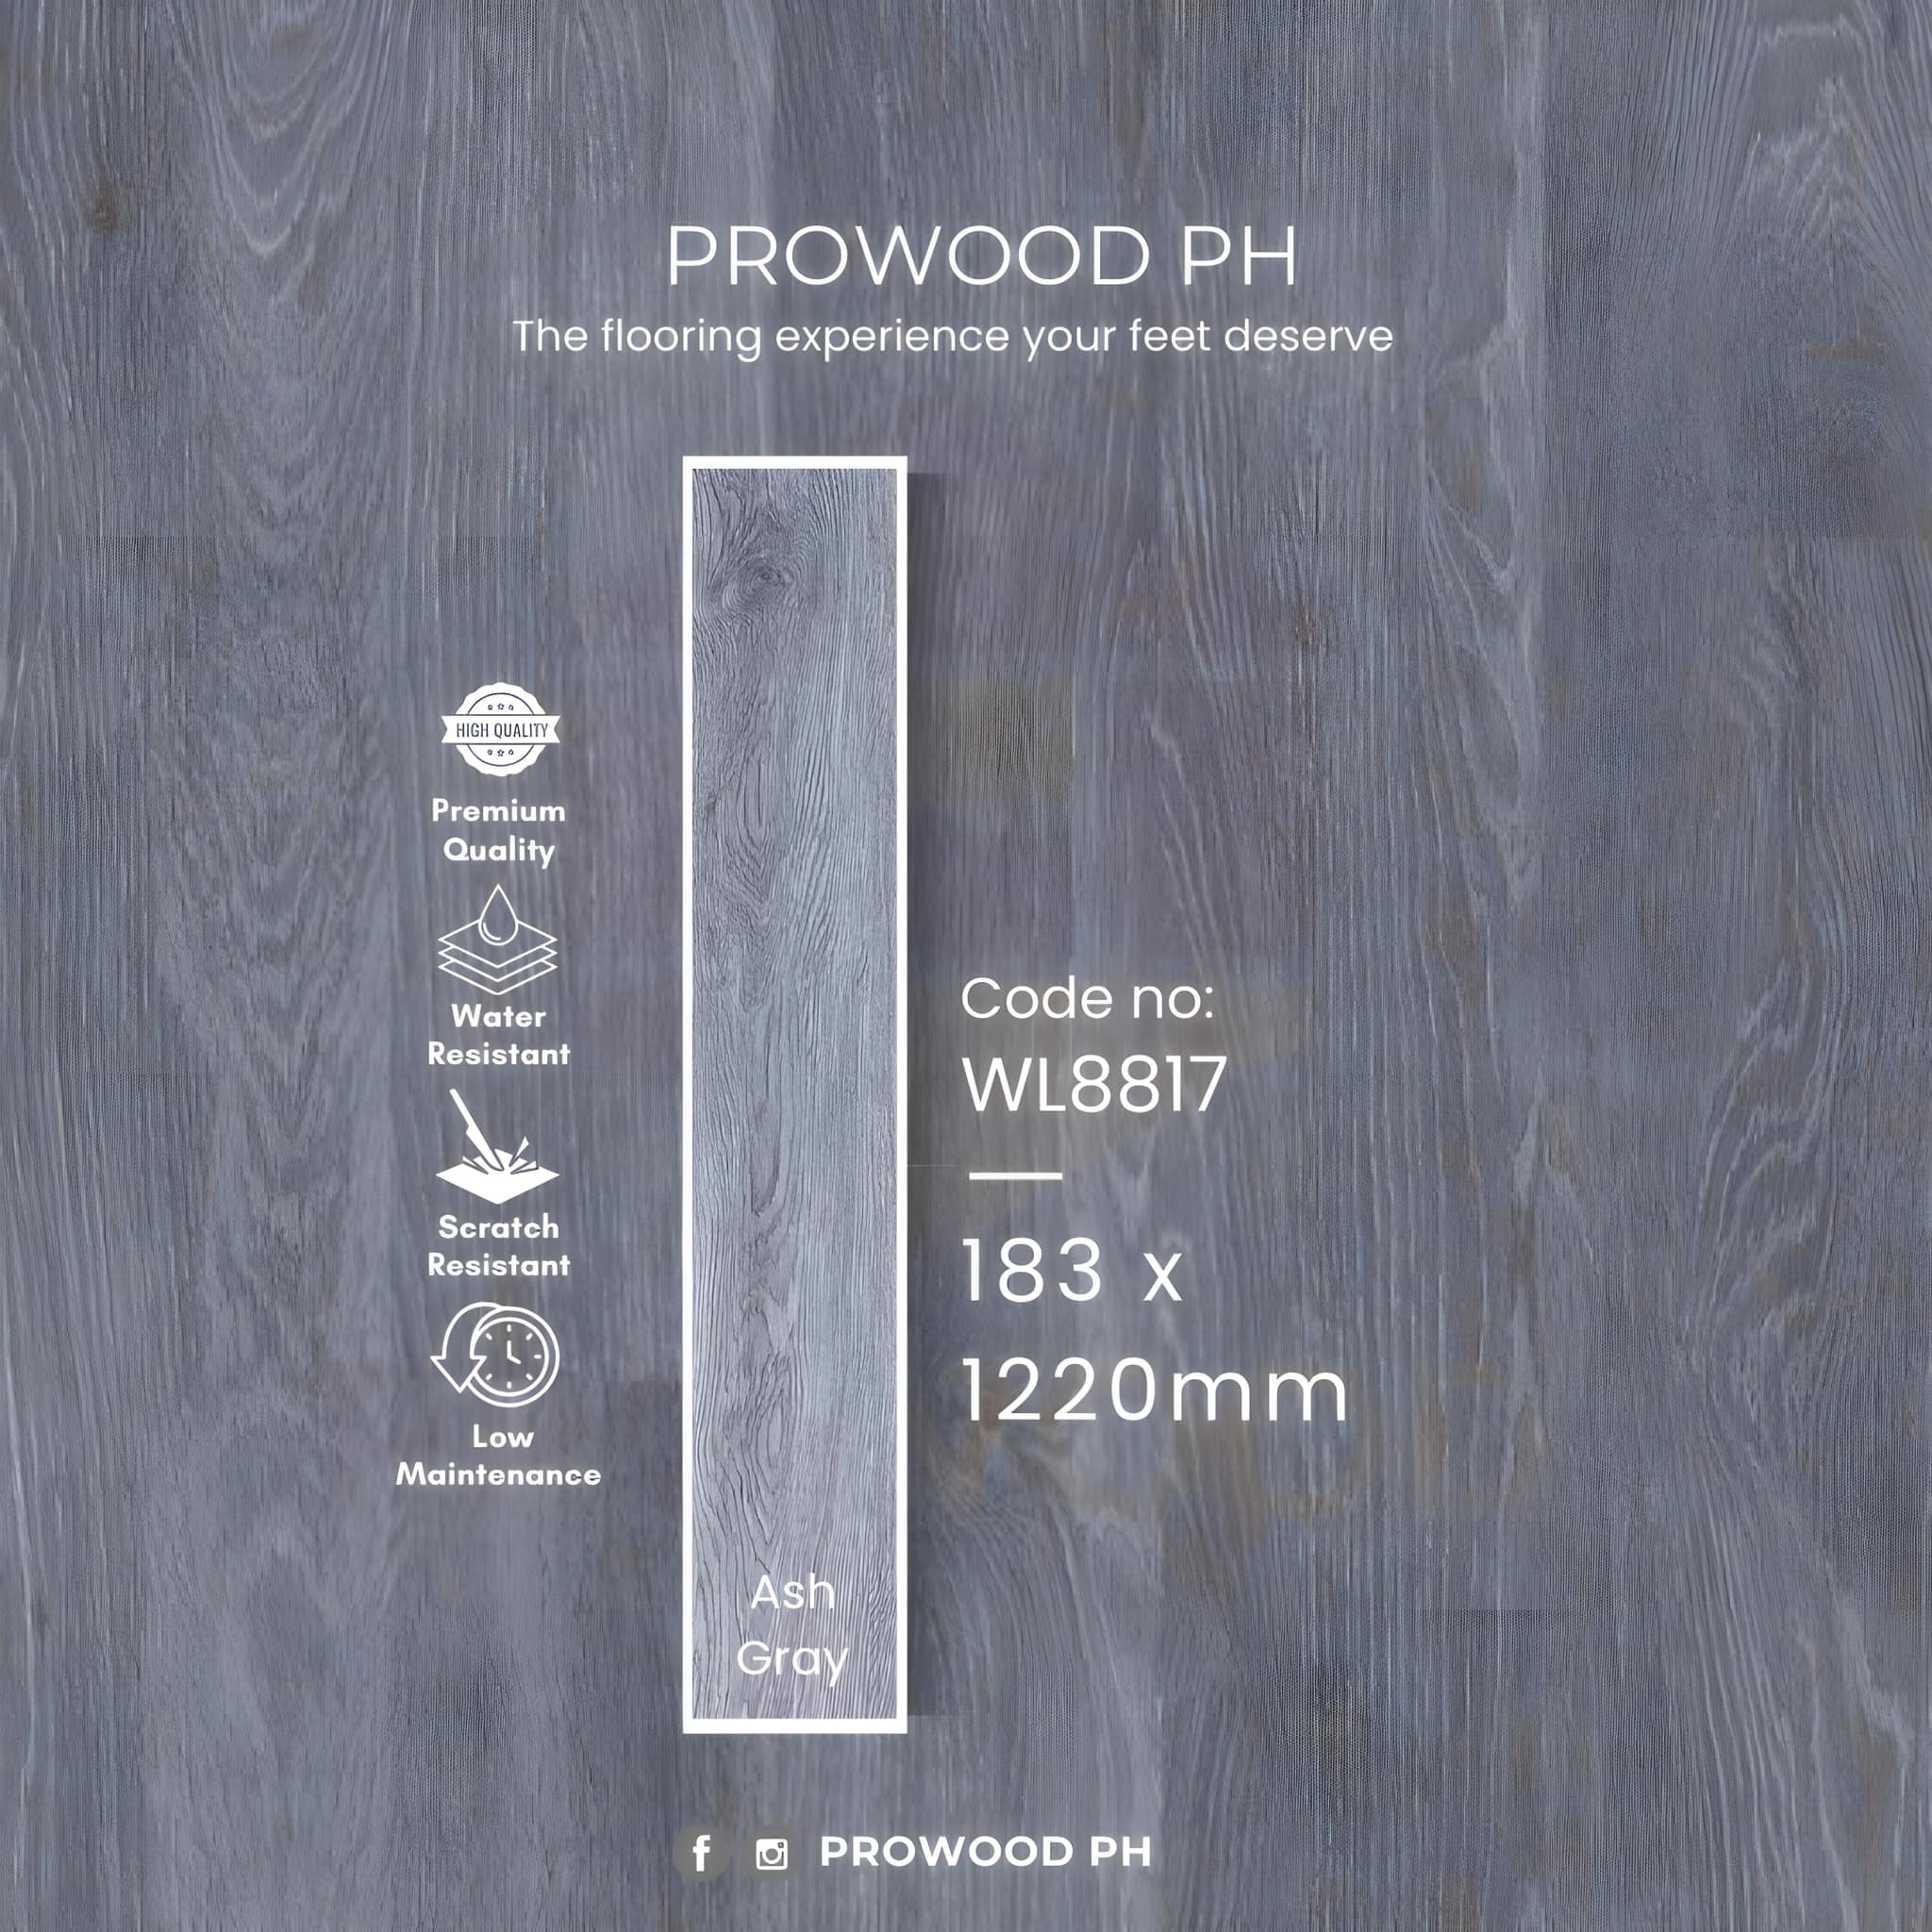 PROWOOD PH
The flooring experience your feet deserve
HIGH QUALITY
Premium
Quality
Water
Resistant
Scratch
Resistant
Low
Maintenance
Ash
Gray
Code no:
WL8817
183 x
1220mm
PROWOOD PH